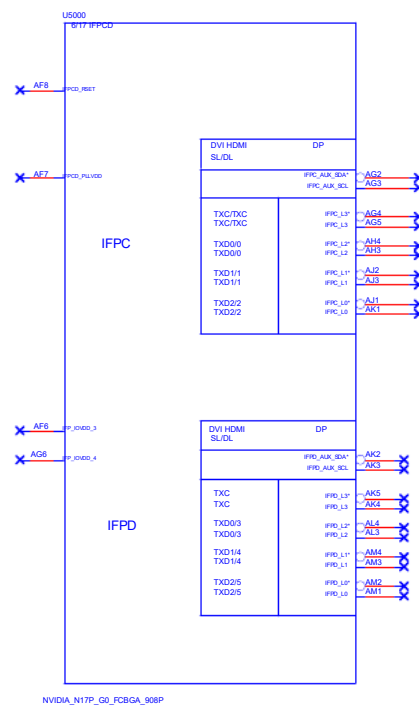 U5000
6/17 IFPCD
AF8 IFPCD_RSET
DVI HDMI DP
SL/DL
AF7 IFPCD_PLLVDD
IFPC_AUX_SDA* AG2
IFPC_AUX_SCL AG3
TXC/TXC IFPC_L3* AG4
TXC/TXC IFPC_L3 AG5
IFPC
TXD0/0 IFPC_L2* AH4
TXD0/0 IFPC_L2 AH3
TXD1/1 IFPC_L1* AJ2
TXD1/1 IFPC_L1 AJ3
TXD2/2 IFPC_L0* AJ1
TXD2/2 IFPC_L0 AK1
AF6 IFP_IOVDD_3
DVI HDMI DP
SL/DL
AG6 IFP_IOVDD_4
IFPD_AUX_SDA* AK2
IFPD_AUX_SCL AK3
TXC IFPD_L3* AK5
TXC IFPD_L3 AK4
IFPD
TXD0/3 IFPD_L2* AL4
TXD0/3 IFPD_L2 AL3
TXD1/4 IFPD_L1* AM4
TXD1/4 IFPD_L1 AM3
TXD2/5 IFPD_L0* AM2
TXD2/5 IFPD_L0 AM1
NVIDIA_N17P_G0_FCBGA_908P